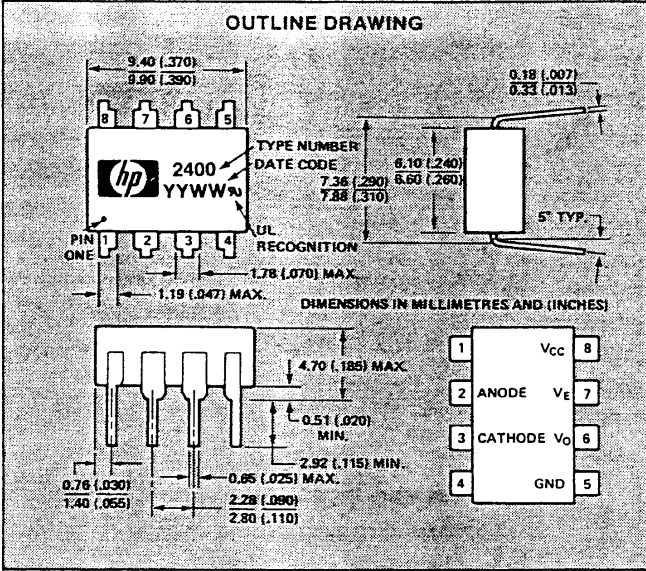 OUTLINE DRAWING
9.40 (.370)
8.90 (.390)
0.18 (.007)
0.33 (.013)
8 7 6 5
TYPE NUMBER
2400
DATE CODE
hp
YYWW
6.10 (.240)
6.60 (.260)
7.36 (.290)
7.88 (.310)
5° TYP.
PIN
ONE
1 2 3 4
UL
RECOGNITION
1.78 (.070) MAX.
1.19 (.047) MAX.
DIMENSIONS IN MILLIMETRES AND (INCHES)
4.70 (.185) MAX.
0.51 (.020)
MIN.
2.92 (.115) MIN.
0.76 (.030)
1.40 (.055)
0.65 (.025) MAX.
2.28 (.090)
2.80 (.110)
1 VCC 8
2 ANODE VE 7
3 CATHODE VO 6
4 GND 5